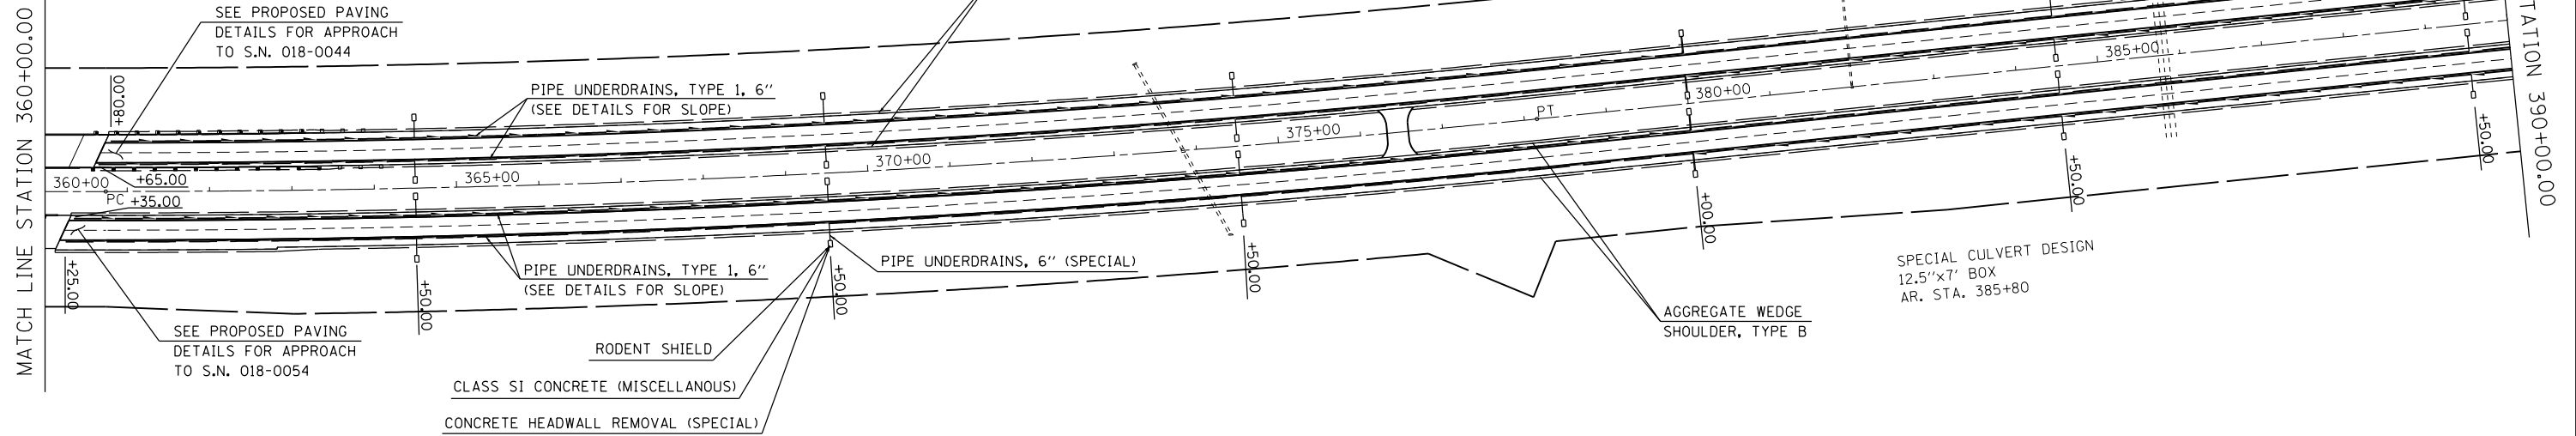 MATCH LINE STATION 360+00.00
SEE PROPOSED PAVING
DETAILS FOR APPROACH
TO S.N. 018-0044
+80.00
PIPE UNDERDRAINS, TYPE 1, 6''
(SEE DETAILS FOR SLOPE)
360+00
+65.00
PC
+35.00
365+00
370+00
375+00
PT
380+00
385+00
+25.00
+50.00
+50.00
+50.00
+00.00
+50.00
+50.00
PIPE UNDERDRAINS, TYPE 1, 6''
(SEE DETAILS FOR SLOPE)
PIPE UNDERDRAINS, 6'' (SPECIAL)
SEE PROPOSED PAVING
DETAILS FOR APPROACH
TO S.N. 018-0054
RODENT SHIELD
CLASS SI CONCRETE (MISCELLANOUS)
CONCRETE HEADWALL REMOVAL (SPECIAL)
AGGREGATE WEDGE
SHOULDER, TYPE B
SPECIAL CULVERT DESIGN
12.5''x7' BOX
AR. STA. 385+80
TATION 390+00.00